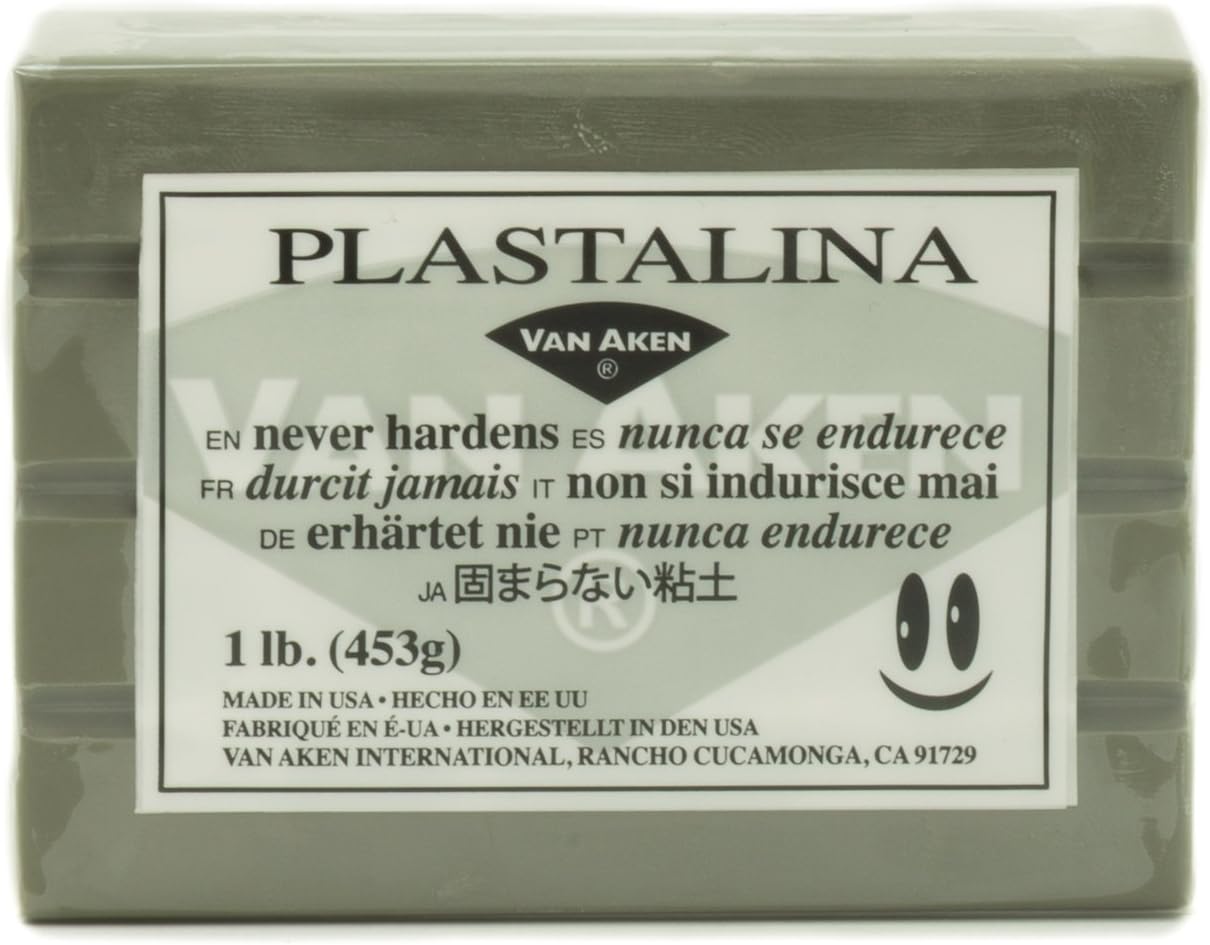 PLASTALINA
VAN AKEN
®
VAN AKEN
®
EN never hardens ES nunca se endurece
FR durcit jamais IT non si indurisce mai
DE erhärtet nie PT nunca endurece
JA 固まらない粘土
1 lb. (453g)
MADE IN USA • HECHO EN EE UU
FABRIQUÉ EN É-UA • HERGESTELLT IN DEN USA
VAN AKEN INTERNATIONAL, RANCHO CUCAMONGA, CA 91729